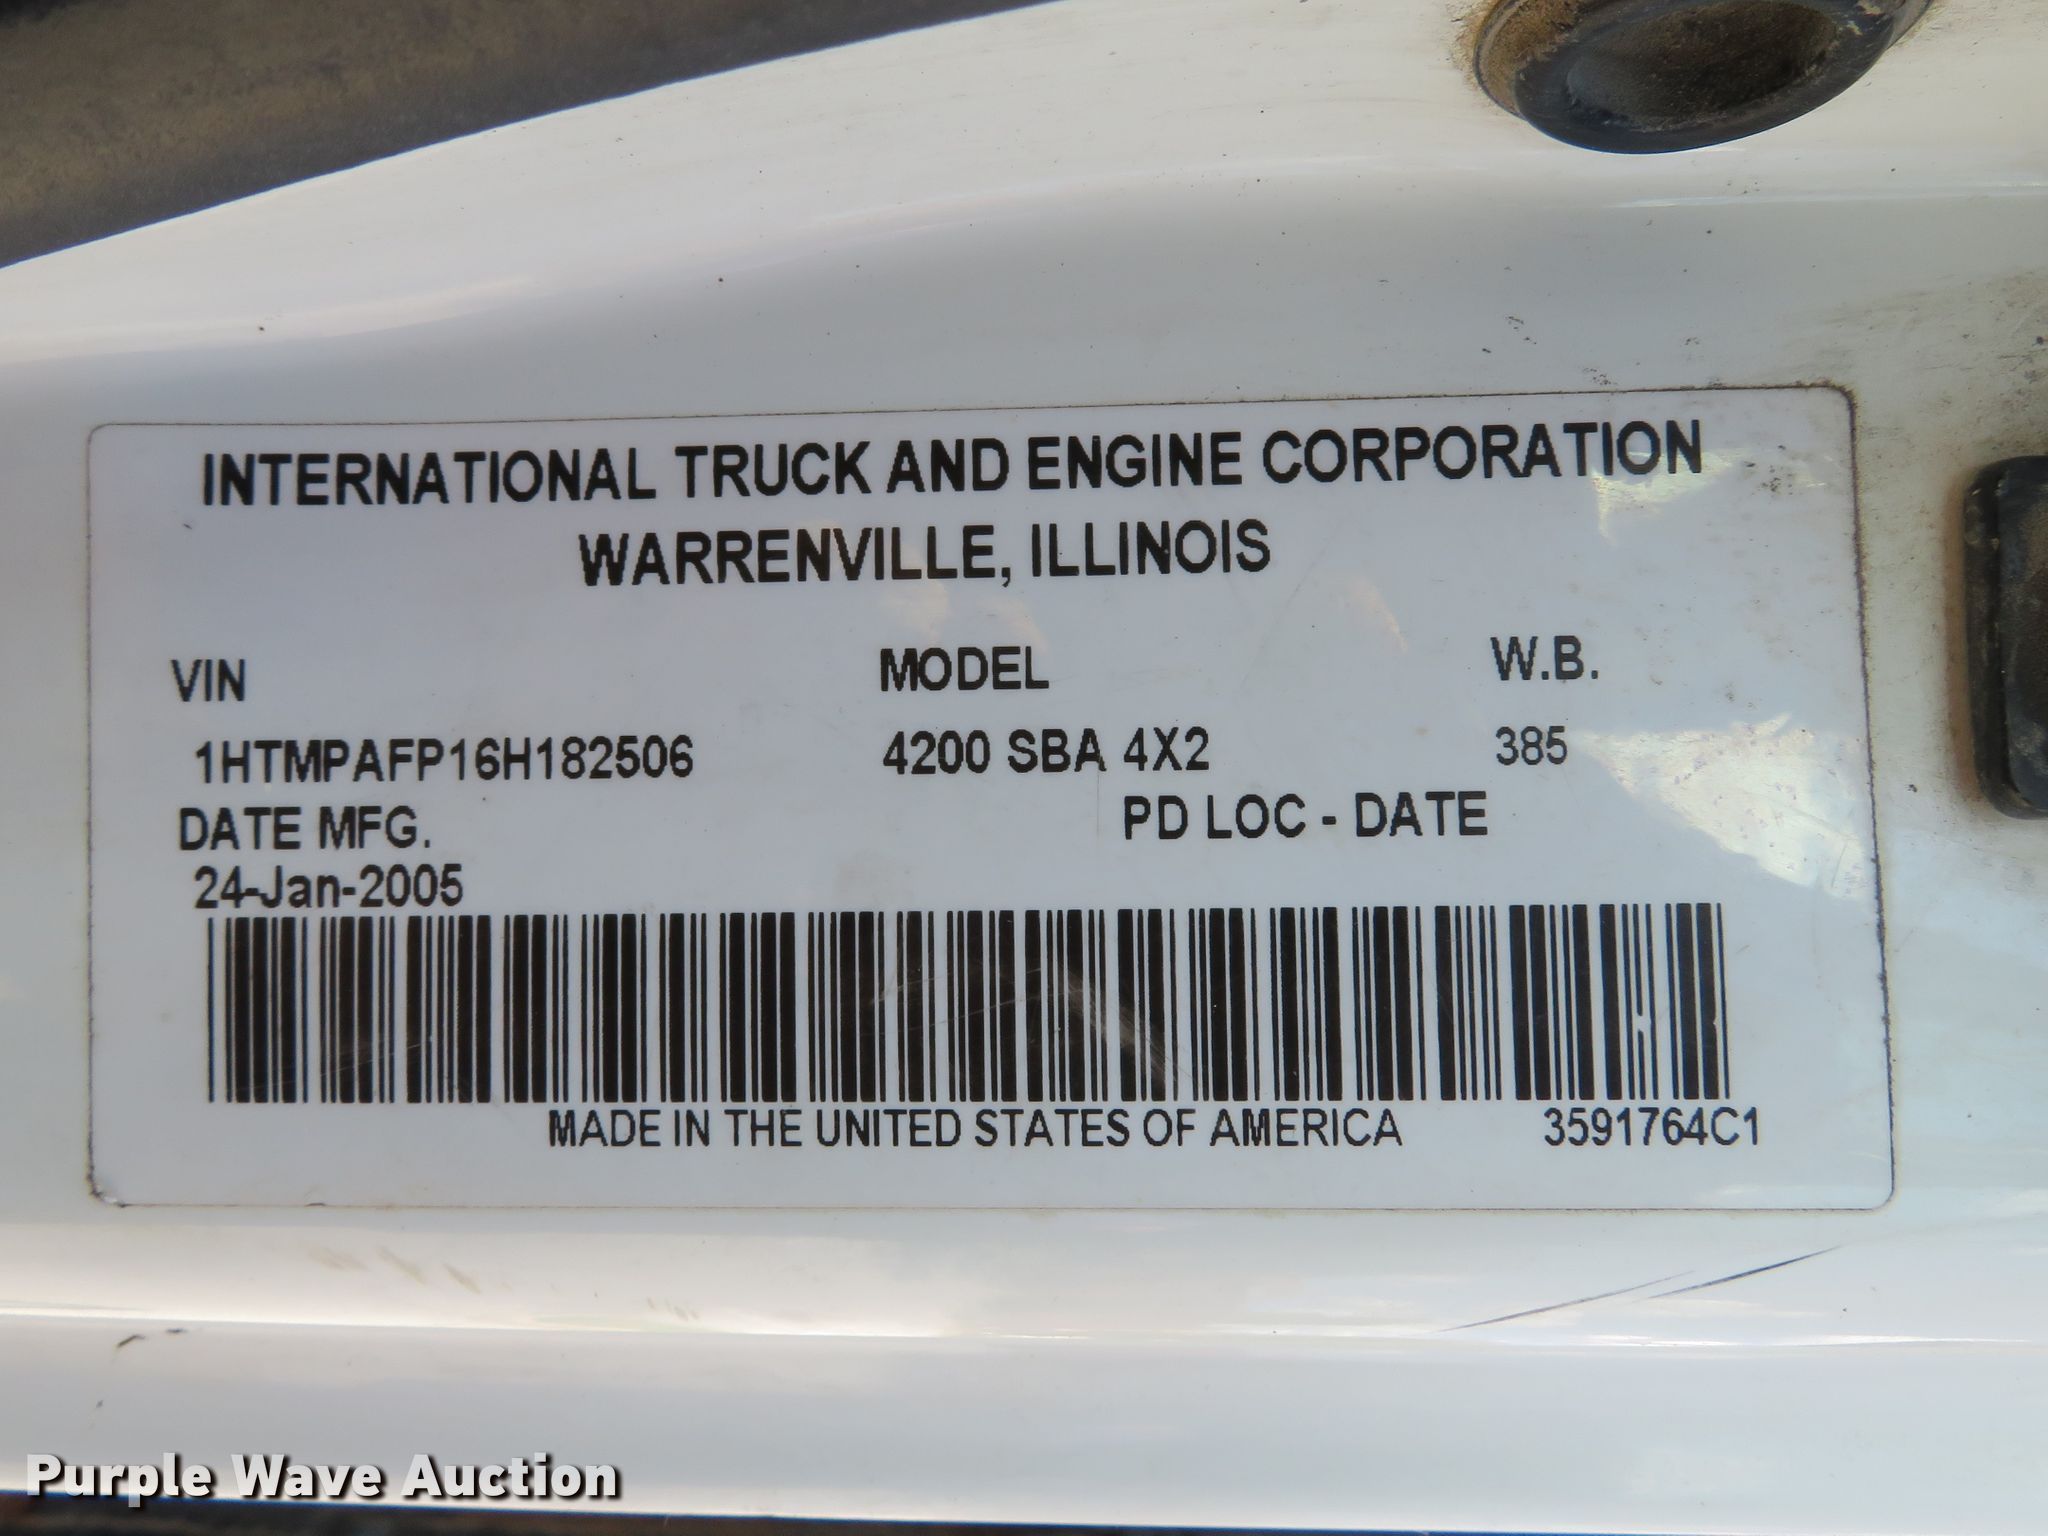 INTERNATIONAL TRUCK AND ENGINE CORPORATION
WARRENVILLE, ILLINOIS
VIN MODEL W.B.
1HTMPAFP16H182506 4200 SBA 4X2 385
DATE MFG. PD LOC - DATE
24-Jan-2005
MADE IN THE UNITED STATES OF AMERICA 3591764C1
Purple Wave Auction